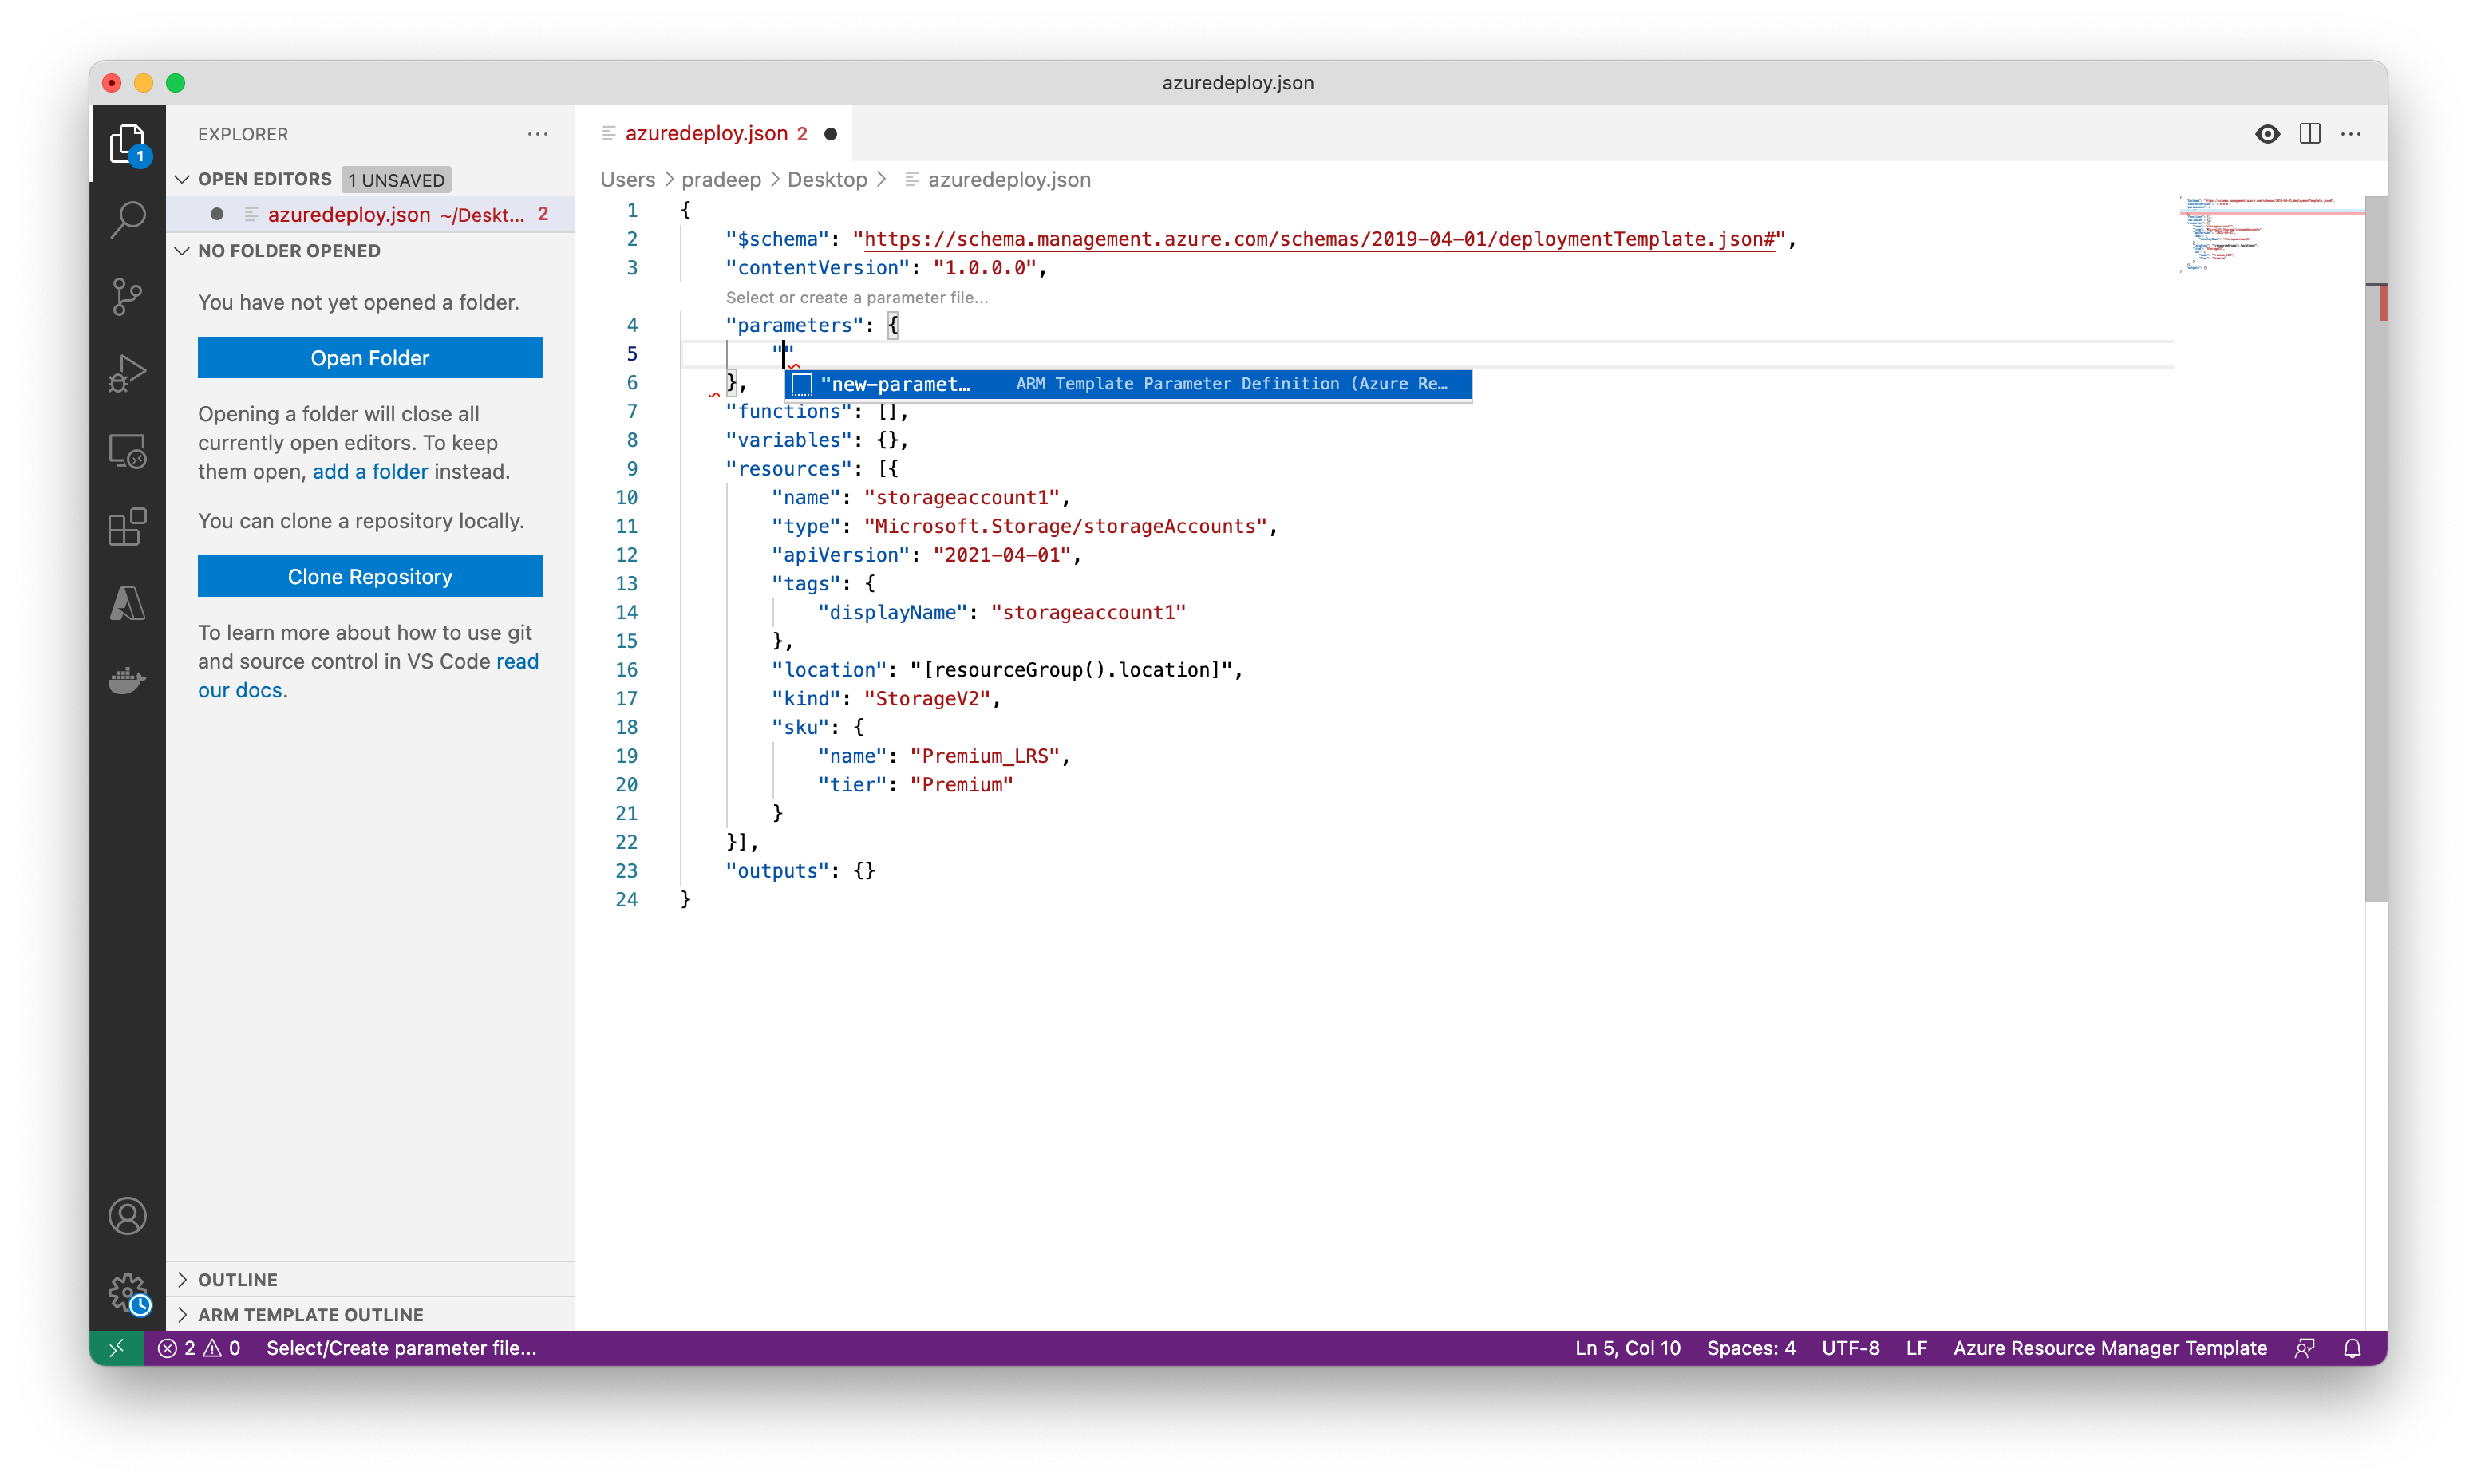 azuredeploy.json
EXPLORER
OPEN EDITORS 1 UNSAVED
azuredeploy.json ~/Deskt... 2
NO FOLDER OPENED
You have not yet opened a folder.
Open Folder
Opening a folder will close all
currently open editors. To keep
them open, add a folder instead.
You can clone a repository locally.
Clone Repository
To learn more about how to use git
and source control in VS Code read
our docs.
OUTLINE
ARM TEMPLATE OUTLINE
1
azuredeploy.json 2
Users > pradeep > Desktop > azuredeploy.json
1 {
2 "$schema": "https://schema.management.azure.com/schemas/2019-04-01/deploymentTemplate.json#",
3 "contentVersion": "1.0.0.0",
Select or create a parameter file...
4 "parameters": {
5 ""
6 },
"new-paramet... ARM Template Parameter Definition (Azure Re...
7 "functions": [],
8 "variables": {},
9 "resources": [{
10 "name": "storageaccount1",
11 "type": "Microsoft.Storage/storageAccounts",
12 "apiVersion": "2021-04-01",
13 "tags": {
14 "displayName": "storageaccount1"
15 },
16 "location": "[resourceGroup().location]",
17 "kind": "StorageV2",
18 "sku": {
19 "name": "Premium_LRS",
20 "tier": "Premium"
21 }
22 }],
23 "outputs": {}
24 }
2 0 Select/Create parameter file... Ln 5, Col 10 Spaces: 4 UTF-8 LF Azure Resource Manager Template